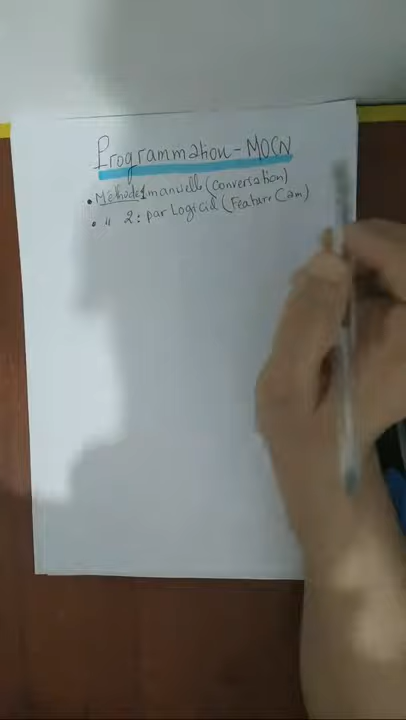 Programmation - MOCN
• Méthode 1 manuelle (conversation)
• " 2: par Logiciel (Feature Cam)